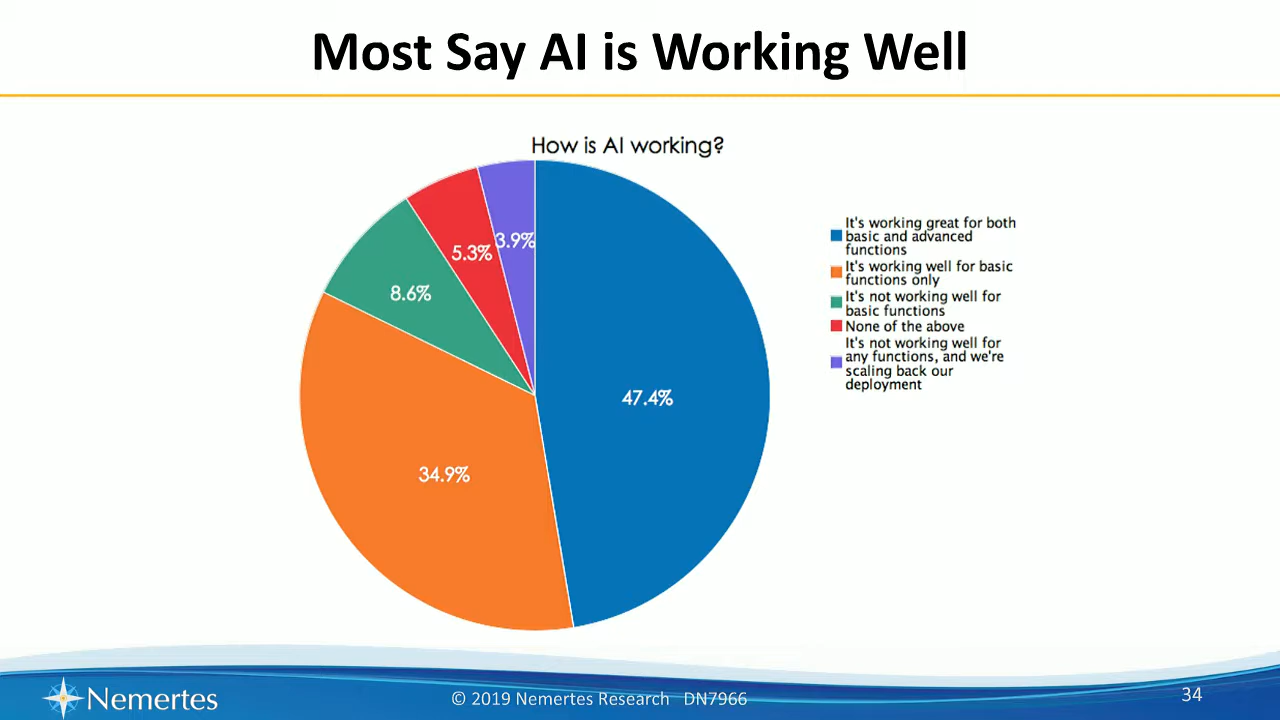 Most Say AI is Working Well
How is AI working?
3.9%
5.3%
8.6%
47.4%
34.9%
It's working great for both
basic and advanced
functions
It's working well for basic
functions only
It's not working well for
basic functions
None of the above
It's not working well for
any functions, and we're
scaling back our
deployment
Nemertes
© 2019 Nemertes Research DN7966
34